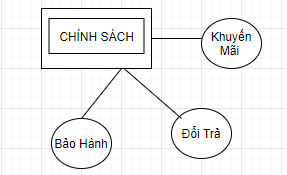 CHÍNH SÁCH
Khuyến
Mãi
Bảo Hành
Đổi Trả